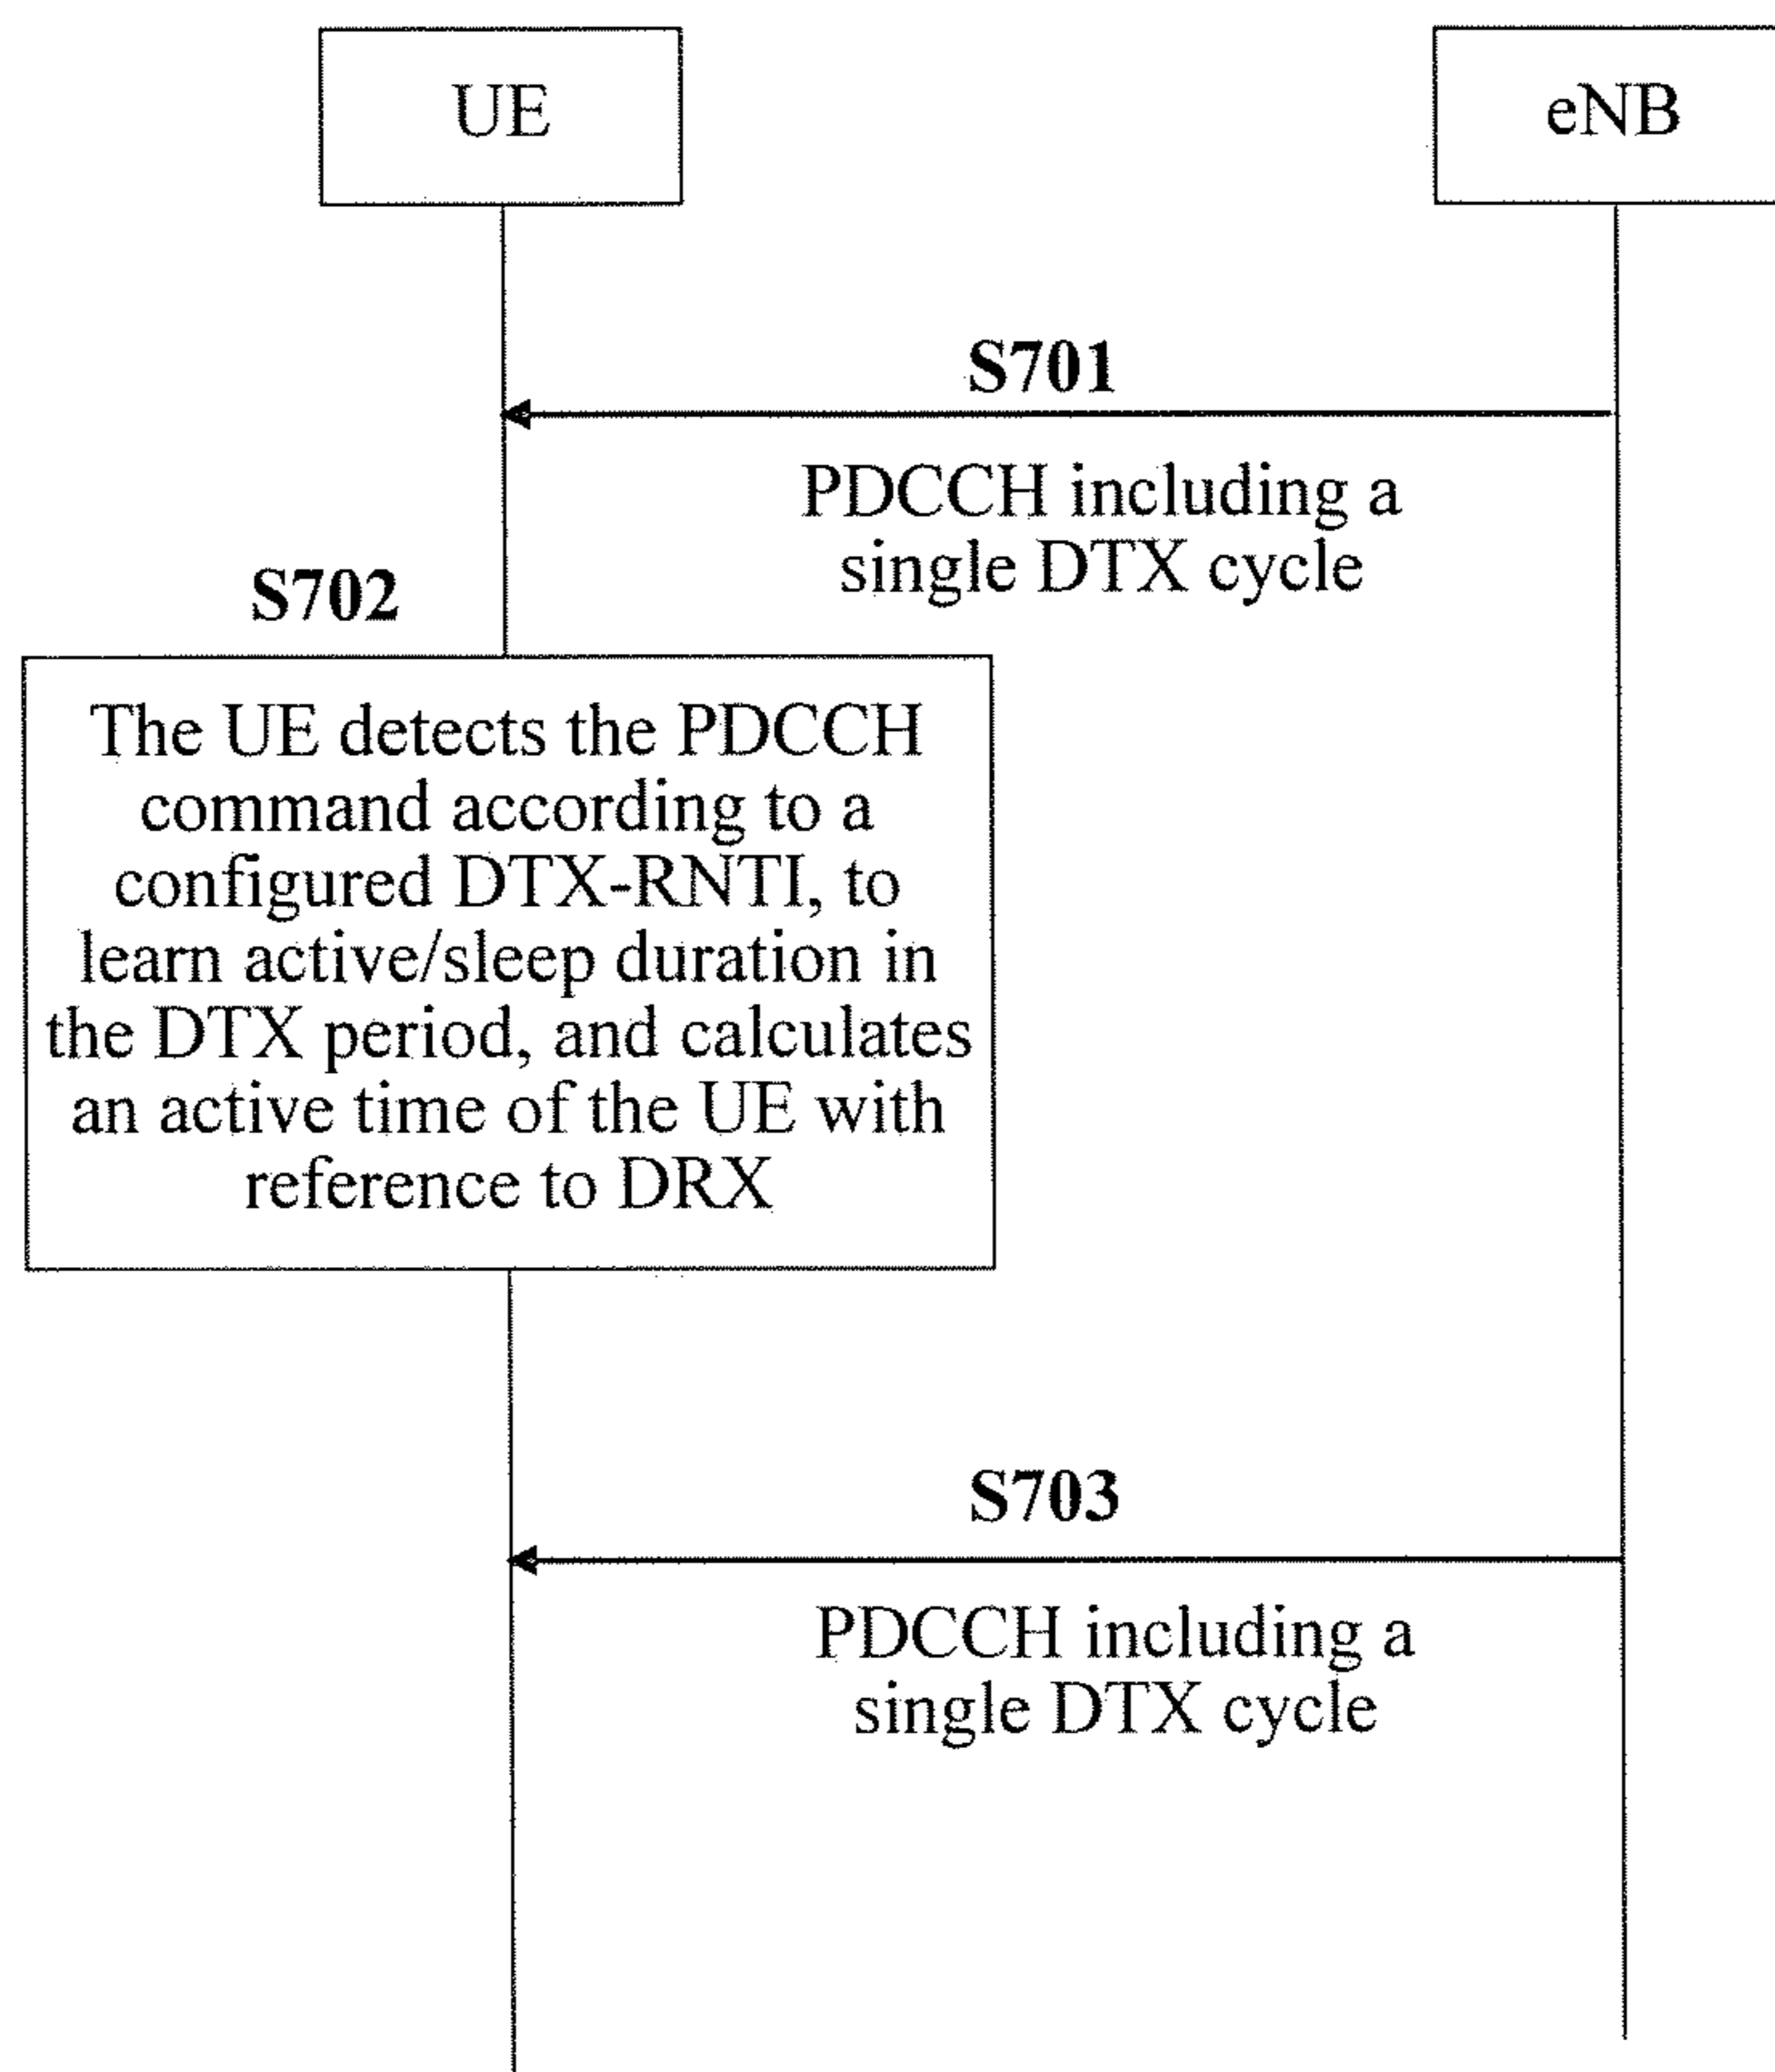 UE
eNB
S701
PDCCH including a
single DTX cycle
S702
The UE detects the PDCCH
command according to a
configured DTX-RNTI, to
learn active/sleep duration in
the DTX period, and calculates
an active time of the UE with
reference to DRX
S703
PDCCH including a
single DTX cycle